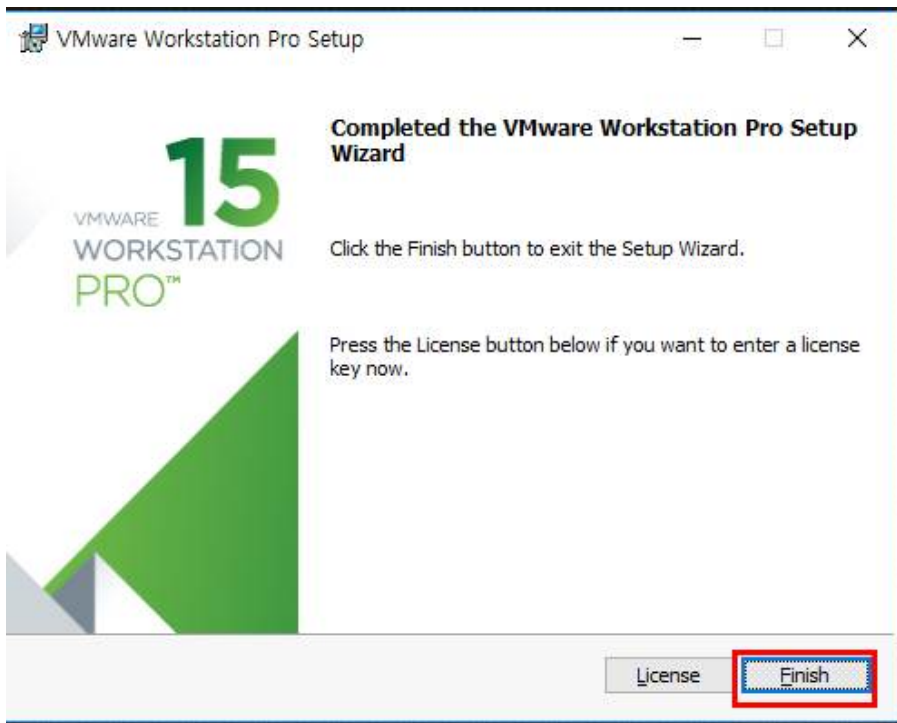 VMware Workstation Pro Setup
Completed the VMware Workstation Pro Setup
Wizard
15
VMWARE
WORKSTATION
PRO™
Click the Finish button to exit the Setup Wizard.
Press the License button below if you want to enter a license
key now.
License
Finish